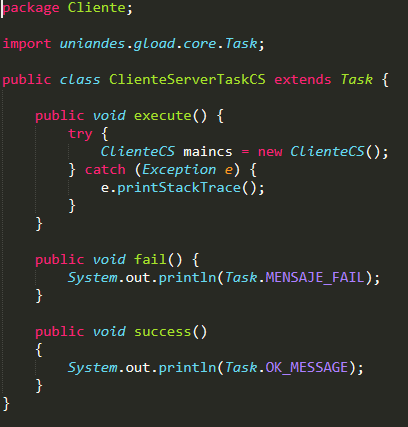 package Cliente;
import uniandes.gload.core.Task;
public class ClienteServerTaskCS extends Task {
public void execute() {
try {
ClienteCS maincs = new ClienteCS();
} catch (Exception e) {
e.printStackTrace();
}
}
public void fail() {
System.out.println(Task.MENSAJE_FAIL);
}
public void success()
{
System.out.println(Task.OK_MESSAGE);
}
}